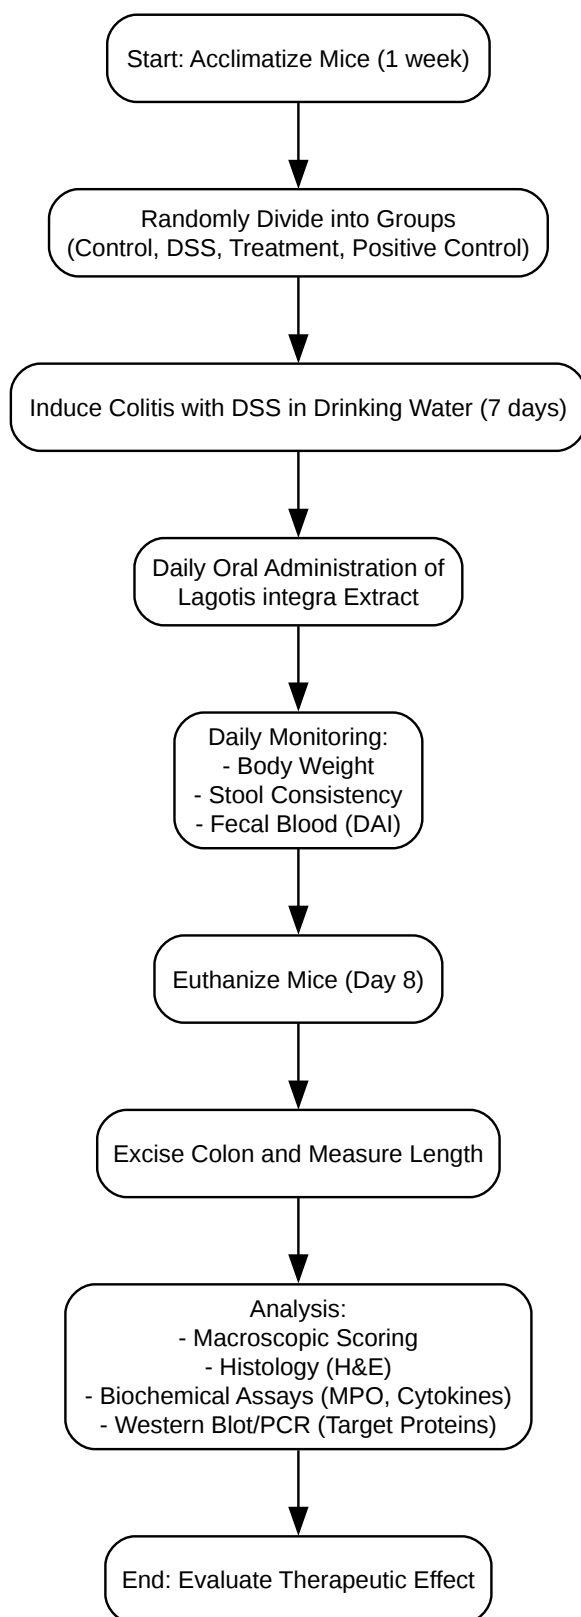 Start: Acclimatize Mice (1 week)
Randomly Divide into Groups
(Control, DSS, Treatment, Positive Control)
Induce Colitis with DSS in Drinking Water (7 days)
Daily Oral Administration of
Lagotis integra Extract
Daily Monitoring:
- Body Weight
- Stool Consistency
- Fecal Blood (DAI)
Euthanize Mice (Day 8)
Excise Colon and Measure Length
Analysis:
- Macroscopic Scoring
- Histology (H&E)
- Biochemical Assays (MPO, Cytokines)
- Western Blot/PCR (Target Proteins)
End: Evaluate Therapeutic Effect